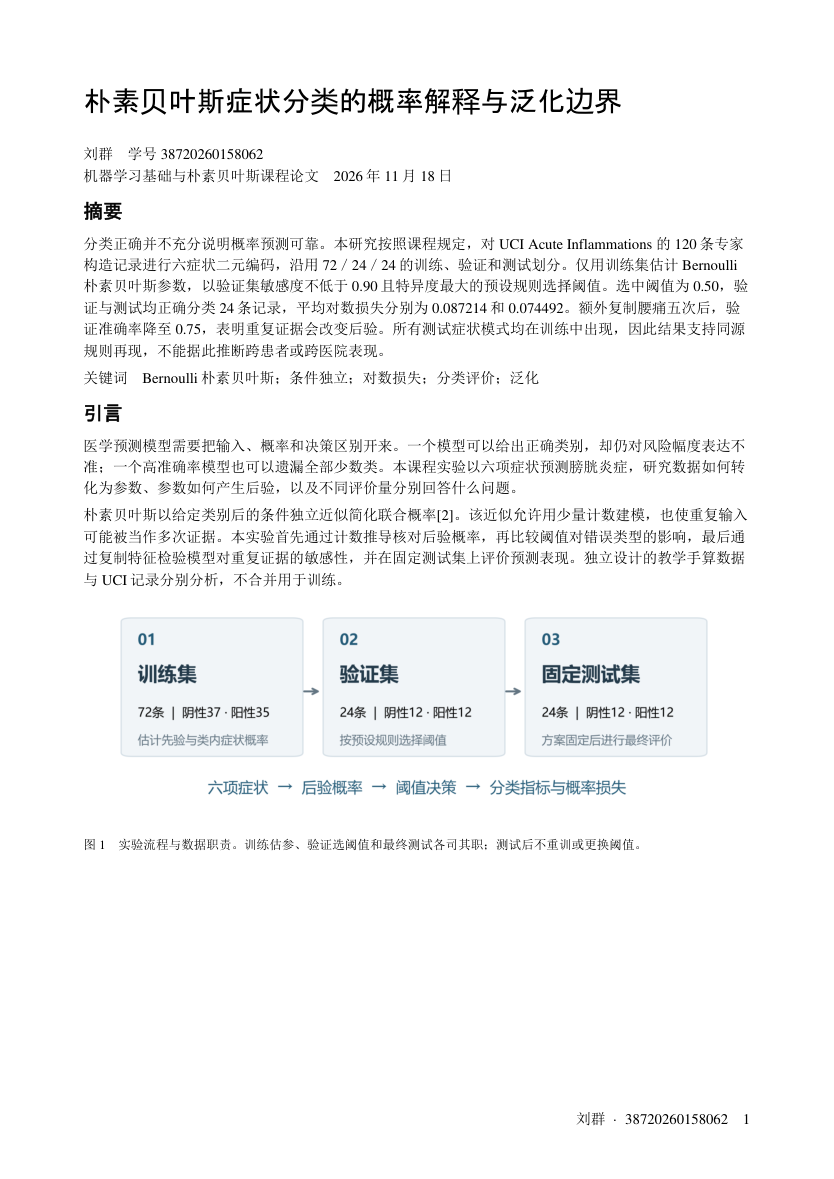 朴素贝叶斯症状分类的概率解释与泛化边界
刘群 学号 38720260158062
机器学习基础与朴素贝叶斯课程论文 2026 年 11 月 18 日
摘要
分类正确并不充分说明概率预测可靠。本研究按照课程规定，对 UCI Acute Inflammations 的 120 条专家
构造记录进行六症状二元编码，沿用 72 / 24 / 24 的训练、验证和测试划分。仅用训练集估计 Bernoulli
朴素贝叶斯参数，以验证集敏感度不低于 0.90 且特异度最大的预设规则选择阈值。选中阈值为 0.50，验
证与测试均正确分类 24 条记录，平均对数损失分别为 0.087214 和 0.074492。额外复制腰痛五次后，验
证准确率降至 0.75，表明重复证据会改变后验。所有测试症状模式均在训练中出现，因此结果支持同源
规则再现，不能据此推断跨患者或跨医院表现。
关键词 Bernoulli 朴素贝叶斯；条件独立；对数损失；分类评价；泛化
引言
医学预测模型需要把输入、概率和决策区别开来。一个模型可以给出正确类别，却仍对风险幅度表达不
准；一个高准确率模型也可以遗漏全部少数类。本课程实验以六项症状预测膀胱炎症，研究数据如何转
化为参数、参数如何产生后验，以及不同评价量分别回答什么问题。
朴素贝叶斯以给定类别后的条件独立近似简化联合概率[2]。该近似允许用少量计数建模，也使重复输入
可能被当作多次证据。本实验首先通过计数推导核对后验概率，再比较阈值对错误类型的影响，最后通
过复制特征检验模型对重复证据的敏感性，并在固定测试集上评价预测表现。独立设计的教学手算数据
与 UCI 记录分别分析，不合并用于训练。
01
训练集
72条 | 阴性37 · 阳性35
估计先验与类内症状概率
→
02
验证集
24条 | 阴性12 · 阳性12
按预设规则选择阈值
→
03
固定测试集
24条 | 阴性12 · 阳性12
方案固定后进行最终评价
六项症状 → 后验概率 → 阈值决策 → 分类指标与概率损失
图 1 实验流程与数据职责。训练估参、验证选阈值和最终测试各司其职；测试后不重训或更换阈值。
刘群 · 38720260158062 1